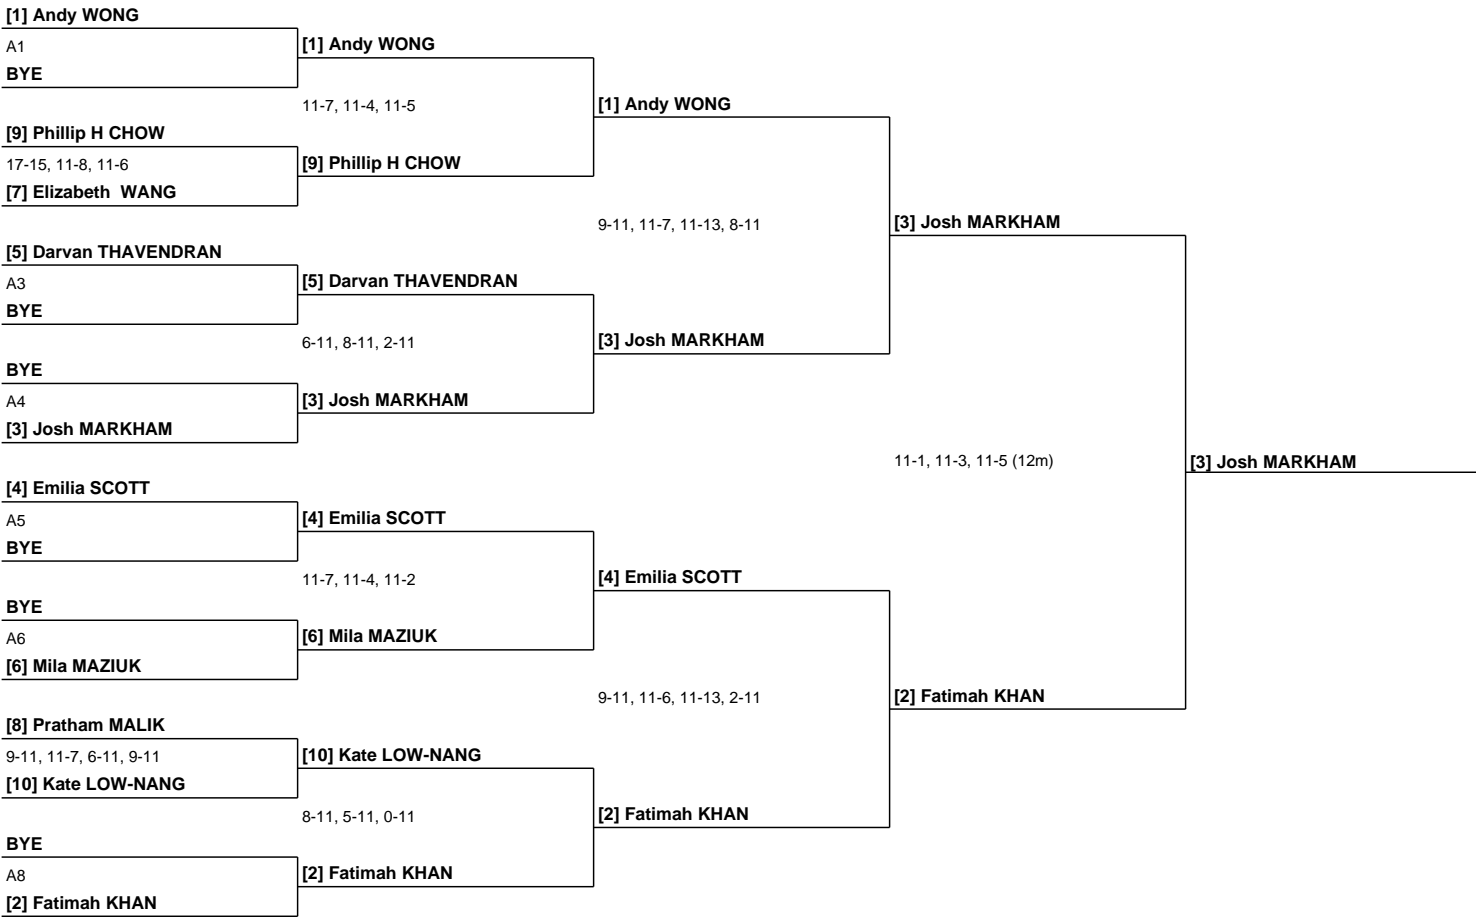 [1] Andy WONG
A1
BYE
[9] Phillip H CHOW
17-15, 11-8, 11-6
[7] Elizabeth  WANG
[5] Darvan THAVENDRAN
A3
BYE
BYE
A4
[3] Josh MARKHAM
[4] Emilia SCOTT
A5
BYE
BYE
A6
[6] Mila MAZIUK
[8] Pratham MALIK
9-11, 11-7, 6-11, 9-11
[10] Kate LOW-NANG
BYE
A8
[2] Fatimah KHAN
[1] Andy WONG
11-7, 11-4, 11-5
[9] Phillip H CHOW
[5] Darvan THAVENDRAN
6-11, 8-11, 2-11
[3] Josh MARKHAM
[4] Emilia SCOTT
11-7, 11-4, 11-2
[6] Mila MAZIUK
[10] Kate LOW-NANG
8-11, 5-11, 0-11
[2] Fatimah KHAN
[1] Andy WONG
9-11, 11-7, 11-13, 8-11
[3] Josh MARKHAM
[4] Emilia SCOTT
9-11, 11-6, 11-13, 2-11
[2] Fatimah KHAN
[3] Josh MARKHAM
11-1, 11-3, 11-5 (12m)
[2] Fatimah KHAN
[3] Josh MARKHAM